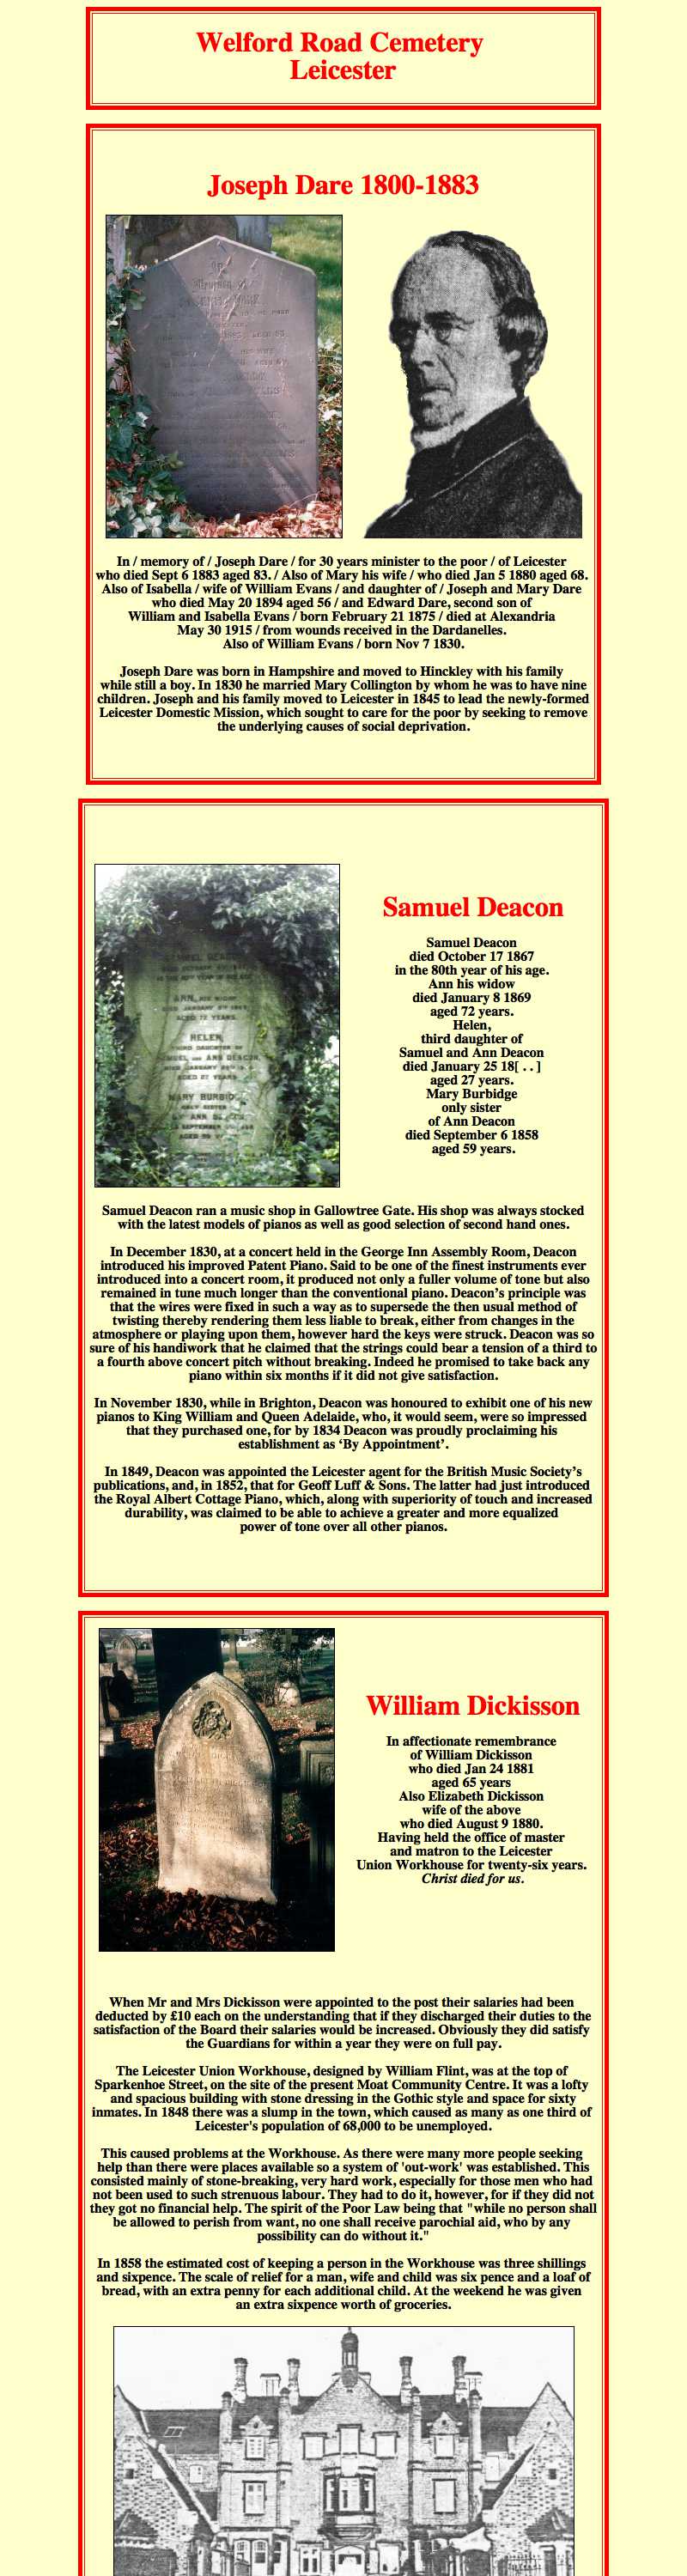 Welford Road Cemetery
Leicester
Joseph Dare 1800-1883
In / memory of / Joseph Dare / for 30 years minister to the poor / of Leicester
who died Sept 6 1883 aged 83. / Also of Mary his wife / who died Jan 5 1880 aged 68.
Also of Isabella / wife of William Evans / and daughter of / Joseph and Mary Dare
who died May 20 1894 aged 56 / and Edward Dare, second son of
William and Isabella Evans / born February 21 1875 / died at Alexandria
May 30 1915 / from wounds received in the Dardanelles.
Also of William Evans / born Nov 7 1830.
Joseph Dare was born in Hampshire and moved to Hinckley with his family
while still a boy. In 1830 he married Mary Collington by whom he was to have nine
children. Joseph and his family moved to Leicester in 1845 to lead the newly-formed
Leicester Domestic Mission, which sought to care for the poor by seeking to remove
the underlying causes of social deprivation.
ANN, HIS WIDOW
DIED JANUARY 8TH 1869
AGED 72 YEARS.
HELEN,
THIRD DAUGHTER OF
SAMUEL AND ANN DEACON,
AGED 27 YEARS.
Samuel Deacon
Samuel Deacon
died October 17 1867
in the 80th year of his age.
Ann his widow
died January 8 1869
aged 72 years.
Helen,
third daughter of
Samuel and Ann Deacon
died January 25 18[ . . ]
aged 27 years.
Mary Burbidge
only sister
of Ann Deacon
died September 6 1858
aged 59 years.
Samuel Deacon ran a music shop in Gallowtree Gate. His shop was always stocked
with the latest models of pianos as well as good selection of second hand ones.
In December 1830, at a concert held in the George Inn Assembly Room, Deacon
introduced his improved Patent Piano. Said to be one of the finest instruments ever
introduced into a concert room, it produced not only a fuller volume of tone but also
remained in tune much longer than the conventional piano. Deacon’s principle was
that the wires were fixed in such a way as to supersede the then usual method of
twisting thereby rendering them less liable to break, either from changes in the
atmosphere or playing upon them, however hard the keys were struck. Deacon was so
sure of his handiwork that he claimed that the strings could bear a tension of a third to
a fourth above concert pitch without breaking. Indeed he promised to take back any
piano within six months if it did not give satisfaction.
In November 1830, while in Brighton, Deacon was honoured to exhibit one of his new
pianos to King William and Queen Adelaide, who, it would seem, were so impressed
that they purchased one, for by 1834 Deacon was proudly proclaiming his
establishment as ‘By Appointment’.
In 1849, Deacon was appointed the Leicester agent for the British Music Society’s
publications, and, in 1852, that for Geoff Luff & Sons. The latter had just introduced
the Royal Albert Cottage Piano, which, along with superiority of touch and increased
durability, was claimed to be able to achieve a greater and more equalized
power of tone over all other pianos.
William Dickisson
In affectionate remembrance
of William Dickisson
who died Jan 24 1881
aged 65 years
Also Elizabeth Dickisson
wife of the above
who died August 9 1880.
Having held the office of master
and matron to the Leicester
Union Workhouse for twenty-six years.
Christ died for us.
When Mr and Mrs Dickisson were appointed to the post their salaries had been
deducted by £10 each on the understanding that if they discharged their duties to the
satisfaction of the Board their salaries would be increased. Obviously they did satisfy
the Guardians for within a year they were on full pay.
The Leicester Union Workhouse, designed by William Flint, was at the top of
Sparkenhoe Street, on the site of the present Moat Community Centre. It was a lofty
and spacious building with stone dressing in the Gothic style and space for sixty
inmates. In 1848 there was a slump in the town, which caused as many as one third of
Leicester's population of 68,000 to be unemployed.
This caused problems at the Workhouse. As there were many more people seeking
help than there were places available so a system of 'out-work' was established. This
consisted mainly of stone-breaking, very hard work, especially for those men who had
not been used to such strenuous labour. They had to do it, however, for if they did not
they got no financial help. The spirit of the Poor Law being that "while no person shall
be allowed to perish from want, no one shall receive parochial aid, who by any
possibility can do without it."
In 1858 the estimated cost of keeping a person in the Workhouse was three shillings
and sixpence. The scale of relief for a man, wife and child was six pence and a loaf of
bread, with an extra penny for each additional child. At the weekend he was given
an extra sixpence worth of groceries.